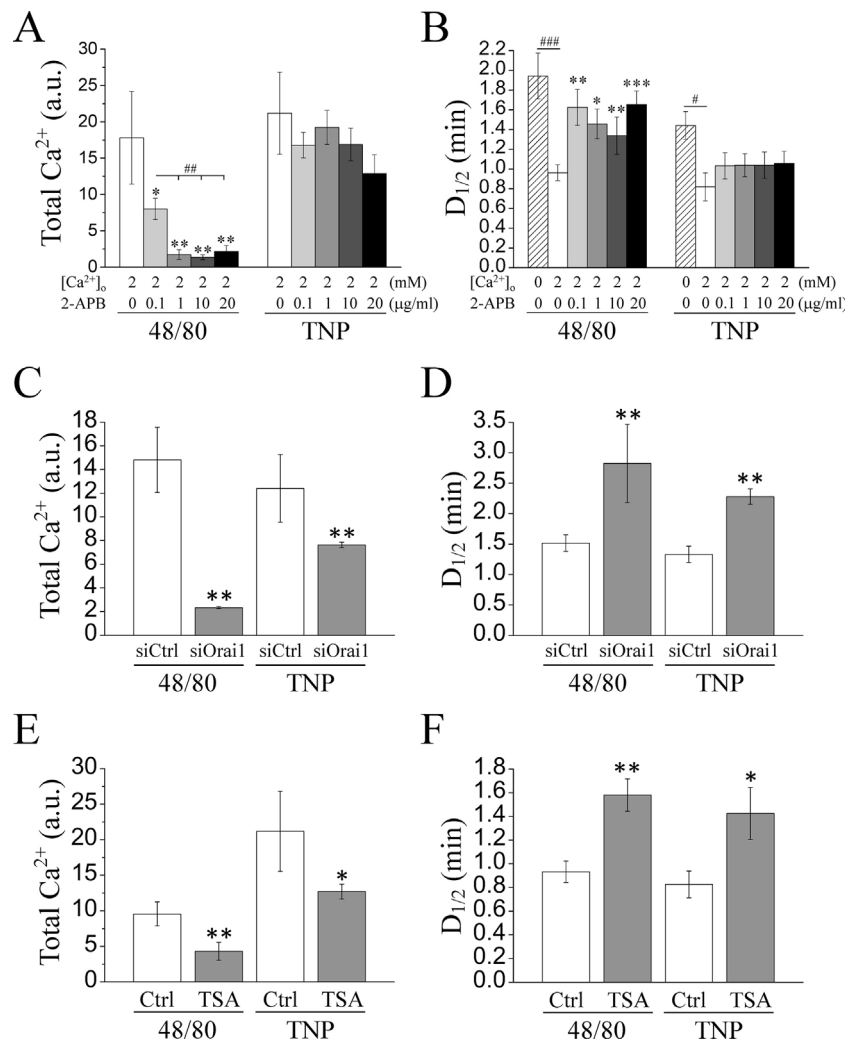 A
Total Ca²⁺ (a.u.)
30
25
20
15
10
5
0
*
**
**
**
##
[Ca²⁺]ₒ 2 2 2 2 2 2 2 2 2 2 (mM)
2-APB 0 0.1 1 10 20 0 0.1 1 10 20 (μg/ml)
48/80 TNP
B
D1/2 (min)
2.2
2.0
1.8
1.6
1.4
1.2
1.0
0.8
0.6
0.4
0.2
0.0
###
**
*
**
***
#
[Ca²⁺]ₒ 0 2 2 2 2 2 0 2 2 2 2 2 (mM)
2-APB 0 0 0.1 1 10 20 0 0 0.1 1 10 20 (μg/ml)
48/80 TNP
C
Total Ca²⁺ (a.u.)
18
16
14
12
10
8
6
4
2
0
**
**
siCtrl siOrai1 siCtrl siOrai1
48/80 TNP
D
D1/2 (min)
3.5
3.0
2.5
2.0
1.5
1.0
0.5
0.0
**
**
siCtrl siOrai1 siCtrl siOrai1
48/80 TNP
E
Total Ca²⁺ (a.u.)
30
25
20
15
10
5
0
**
*
Ctrl TSA Ctrl TSA
48/80 TNP
F
D1/2 (min)
1.8
1.6
1.4
1.2
1.0
0.8
0.6
0.4
0.2
0.0
**
*
Ctrl TSA Ctrl TSA
48/80 TNP